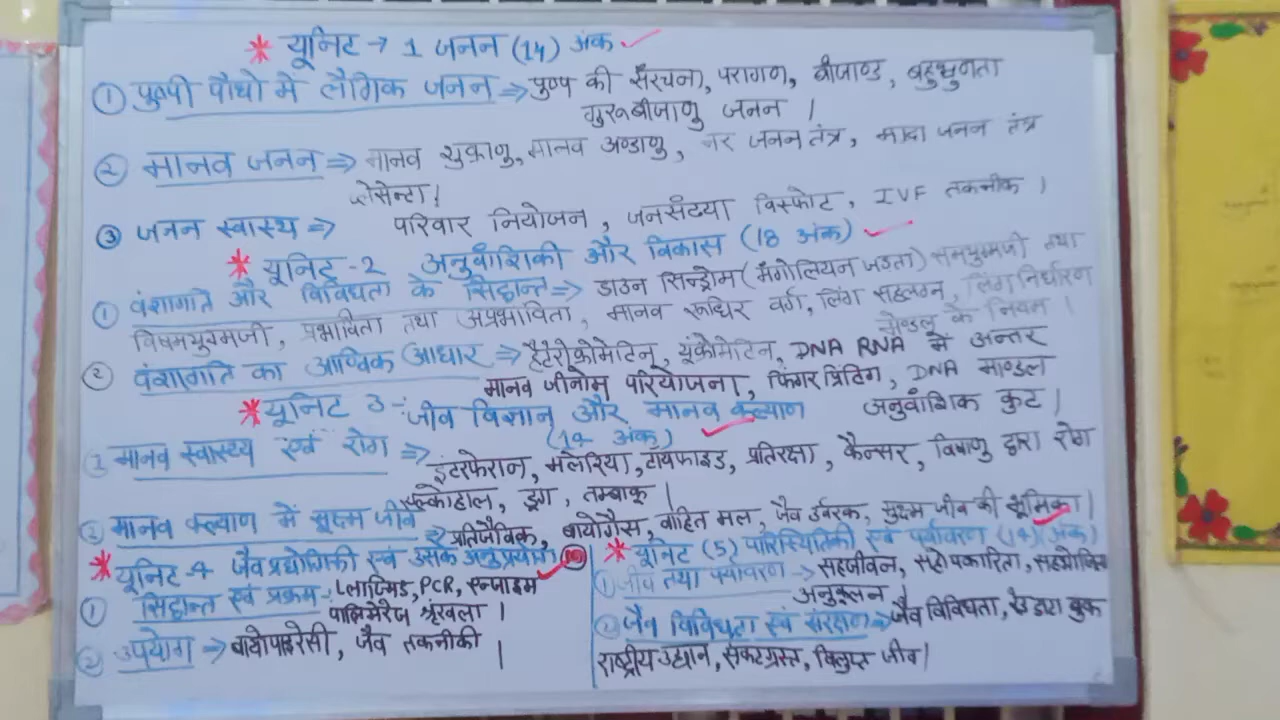 * यूनिट → 1 जनन (14) अंक ✓
① पुष्पी पौधो में लैंगिक जनन ⇒ पुष्प की संरचना, परागण, बीजाण्ड, बहुभ्रुणता
गुरूबीजाणु जनन ।
② मानव जनन ⇒ मानव शुक्राणु, मानव अण्डाणु, नर जनन तंत्र, मादा जनन तंत्र
प्लेसेन्टा।
③ जनन स्वास्थ ⇒ परिवार नियोजन, जनसंख्या विस्फोट, IVF तकनीक ।
* यूनिट -2 अनुवांशिकी और विकास (18 अंक) ✓
① वंशागति और विविधता के सिद्धान्त ⇒ डाउन सिन्ड्रोम (मंगोलियन जड़ता) समयुग्मजी तथा
विषमयुग्मजी, प्रभाविता तथा अप्रभाविता, मानव रूधिर वर्ग, लिंग सहलग्न, लिंग निर्धारण
मेण्डल के नियम ।
② वंशागति का आण्विक आधार ⇒ हैटेरोक्रोमेटिन, यूक्रोमेटिन, DNA RNA में अन्तर
मानव जीनोम परियोजना, फिंगर प्रिंटिग, DNA माण्डल
अनुवांशिक कुट।
* यूनिट 3 -: जीव विज्ञान और मानव कल्याण
(14 अंक) ✓
① मानव स्वास्थ्य एवं रोग ⇒ इंटरफेरान, मलेरिया, टॉयफाइड, प्रतिरक्षा, कैन्सर, विषाणु द्वारा रोग
एल्कोहाल, ड्रग, तम्बाकू ।
② मानव कल्याण में सूक्ष्म जीव ⇒ प्रतिजैविक, बायोगैस, वाहित मल, जैव उर्वरक, सुक्ष्म जीव की भूमिका।
* यूनिट-4 जैव प्रद्योगिकी एवं उसके अनुप्रयोग ✓
① सिद्धान्त एवं प्रक्रम -: प्लाज्मिड, PCR, एन्जाइम
पालिमेरेज श्रृंखला ।
② उपयोग → बायोपाइरेसी, जैव तकनीकी ।
* यूनिट (5) पारिस्थितिकी एवं पर्यावरण (14) (अंक)
① जीव तथा पर्यावरण → सहजीवन, सहोपकारिता, सहभोजिता
अनुकूलन
② जैव विविधता एवं संरक्षण ⇒ जैव विविधता, रेड डाटा बुक
राष्ट्रीय उद्यान, संकटग्रस्त, विलुप्त जीव।